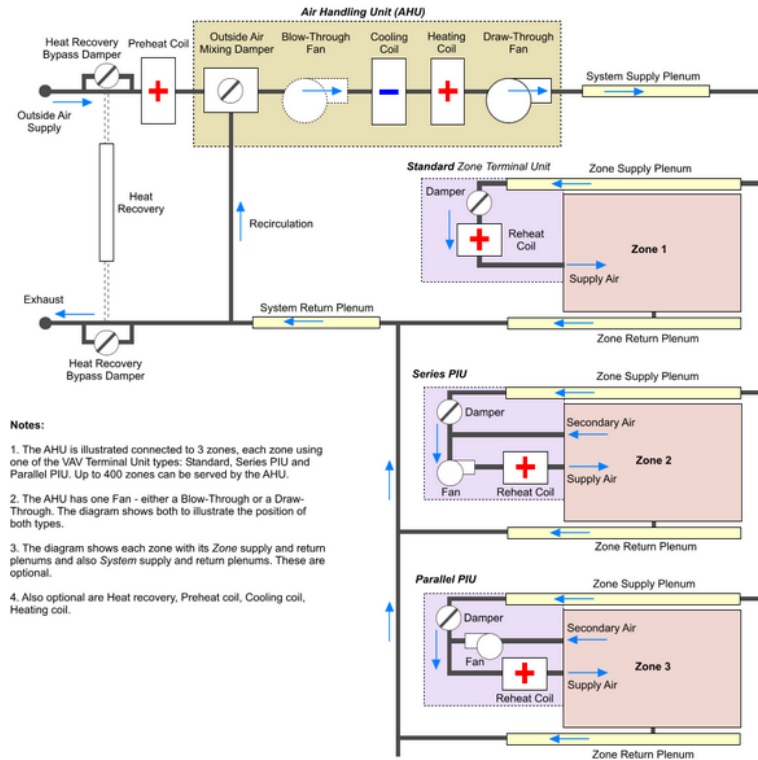 Air Handling Unit (AHU)
Heat Recovery
Bypass Damper
Preheat Coil
Outside Air
Mixing Damper
Blow-Through
Fan
Cooling
Coil
Heating
Coil
Draw-Through
Fan
System Supply Plenum
Outside Air
Supply
Heat
Recovery
Recirculation
Standard Zone Terminal Unit
Zone Supply Plenum
Damper
Reheat
Coil
Zone 1
Supply Air
Exhaust
System Return Plenum
Zone Return Plenum
Heat Recovery
Bypass Damper
Series PIU
Zone Supply Plenum
Damper
Secondary Air
Zone 2
Fan
Reheat Coil
Supply Air
Zone Return Plenum
Notes:
1. The AHU is illustrated connected to 3 zones, each zone using
one of the VAV Terminal Unit types: Standard, Series PIU and
Parallel PIU. Up to 400 zones can be served by the AHU.
2. The AHU has one Fan - either a Blow-Through or a Draw-
Through. The diagram shows both to illustrate the position of
both types.
3. The diagram shows each zone with its Zone supply and return
plenums and also System supply and return plenums. These are
optional.
4. Also optional are Heat recovery, Preheat coil, Cooling coil,
Heating coil.
Parallel PIU
Zone Supply Plenum
Damper
Secondary Air
Fan
Zone 3
Reheat Coil
Supply Air
Zone Return Plenum